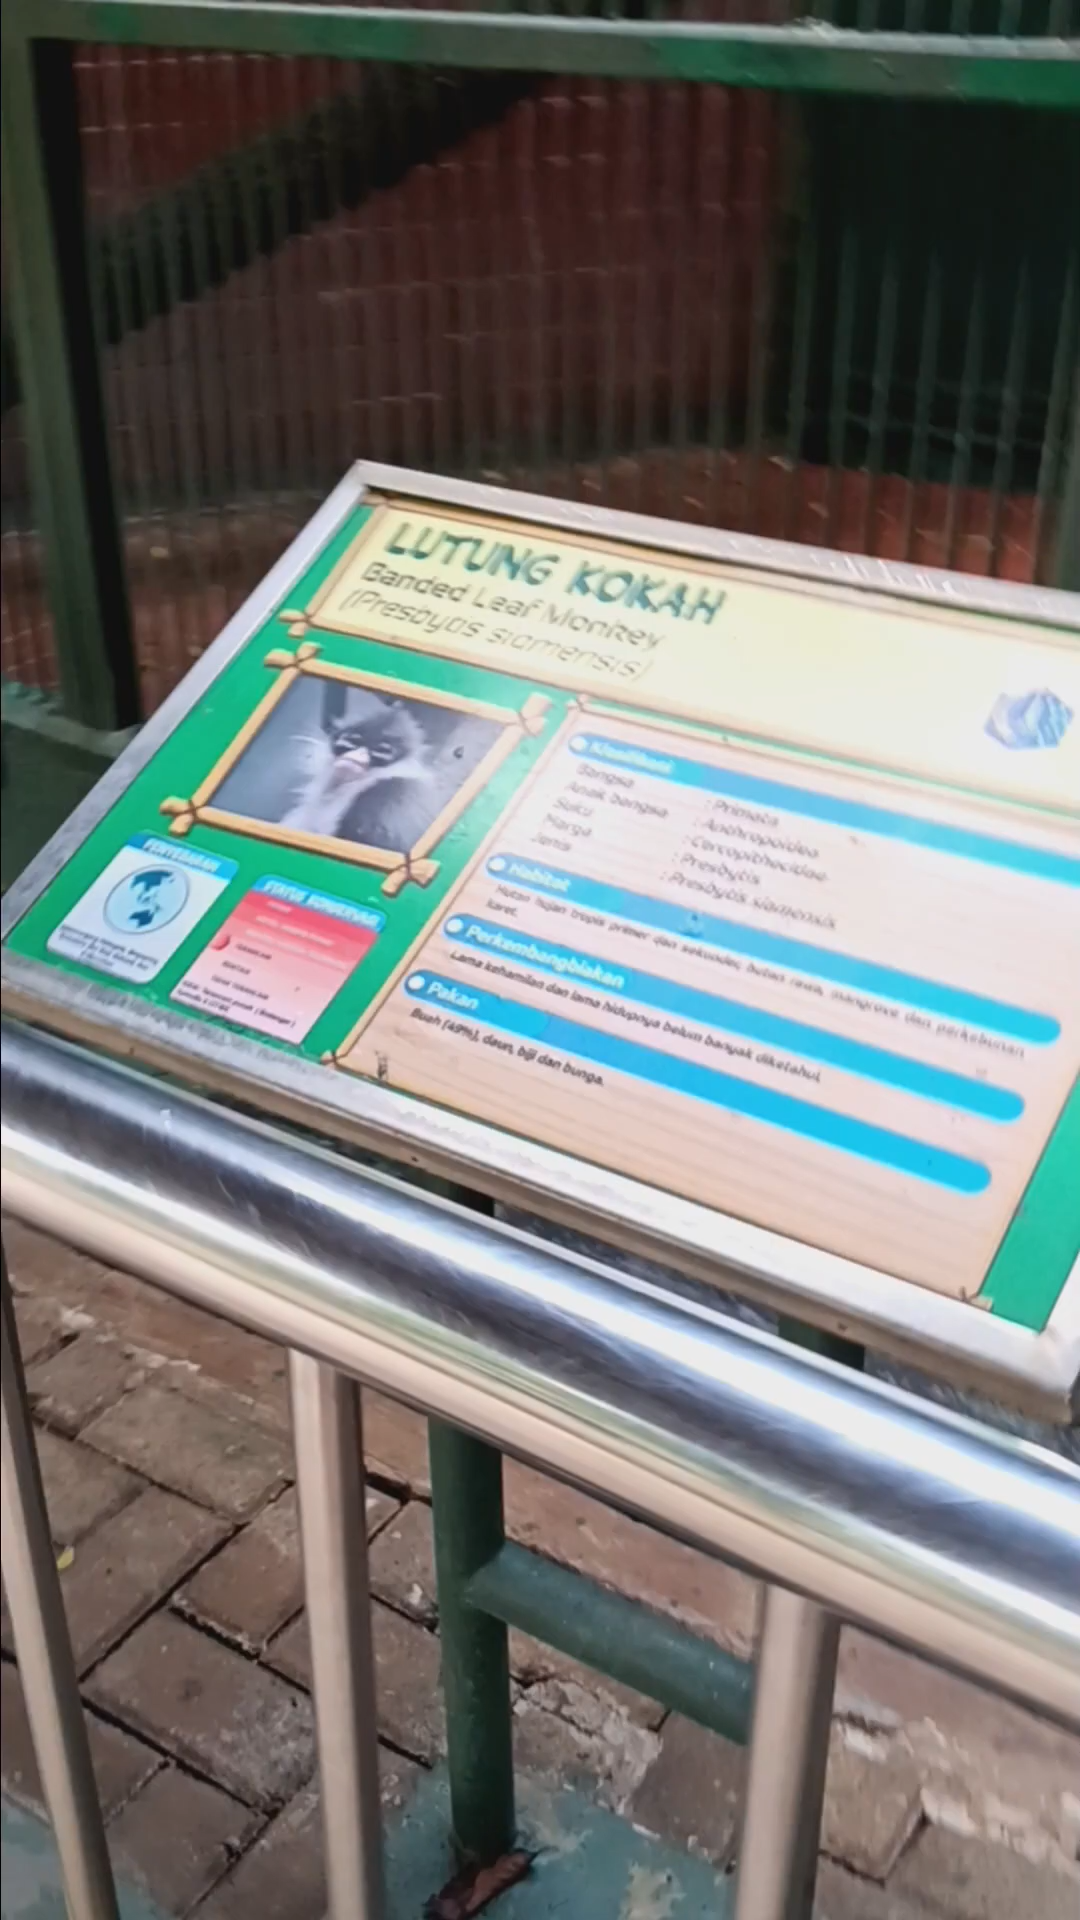 LUTUNG KOKAH
Banded Leaf Monkey
(Presbytis siamensis)
Klasifikasi
Bangsa : Primata
Anak bangsa : Anthropoidea
Suku : Cercopithecidae
Marga : Presbytis
Jenis : Presbytis siamensis
Habitat
Hutan hujan tropis primer dan sekunder, hutan rawa, mangrove dan perkebunan
karet.
Perkembangbiakan
Lama kehamilan dan lama hidupnya belum banyak diketahui.
Pakan
Buah (49%), daun, biji dan bunga.
PENYEBARAN
STATUS KONSERVASI